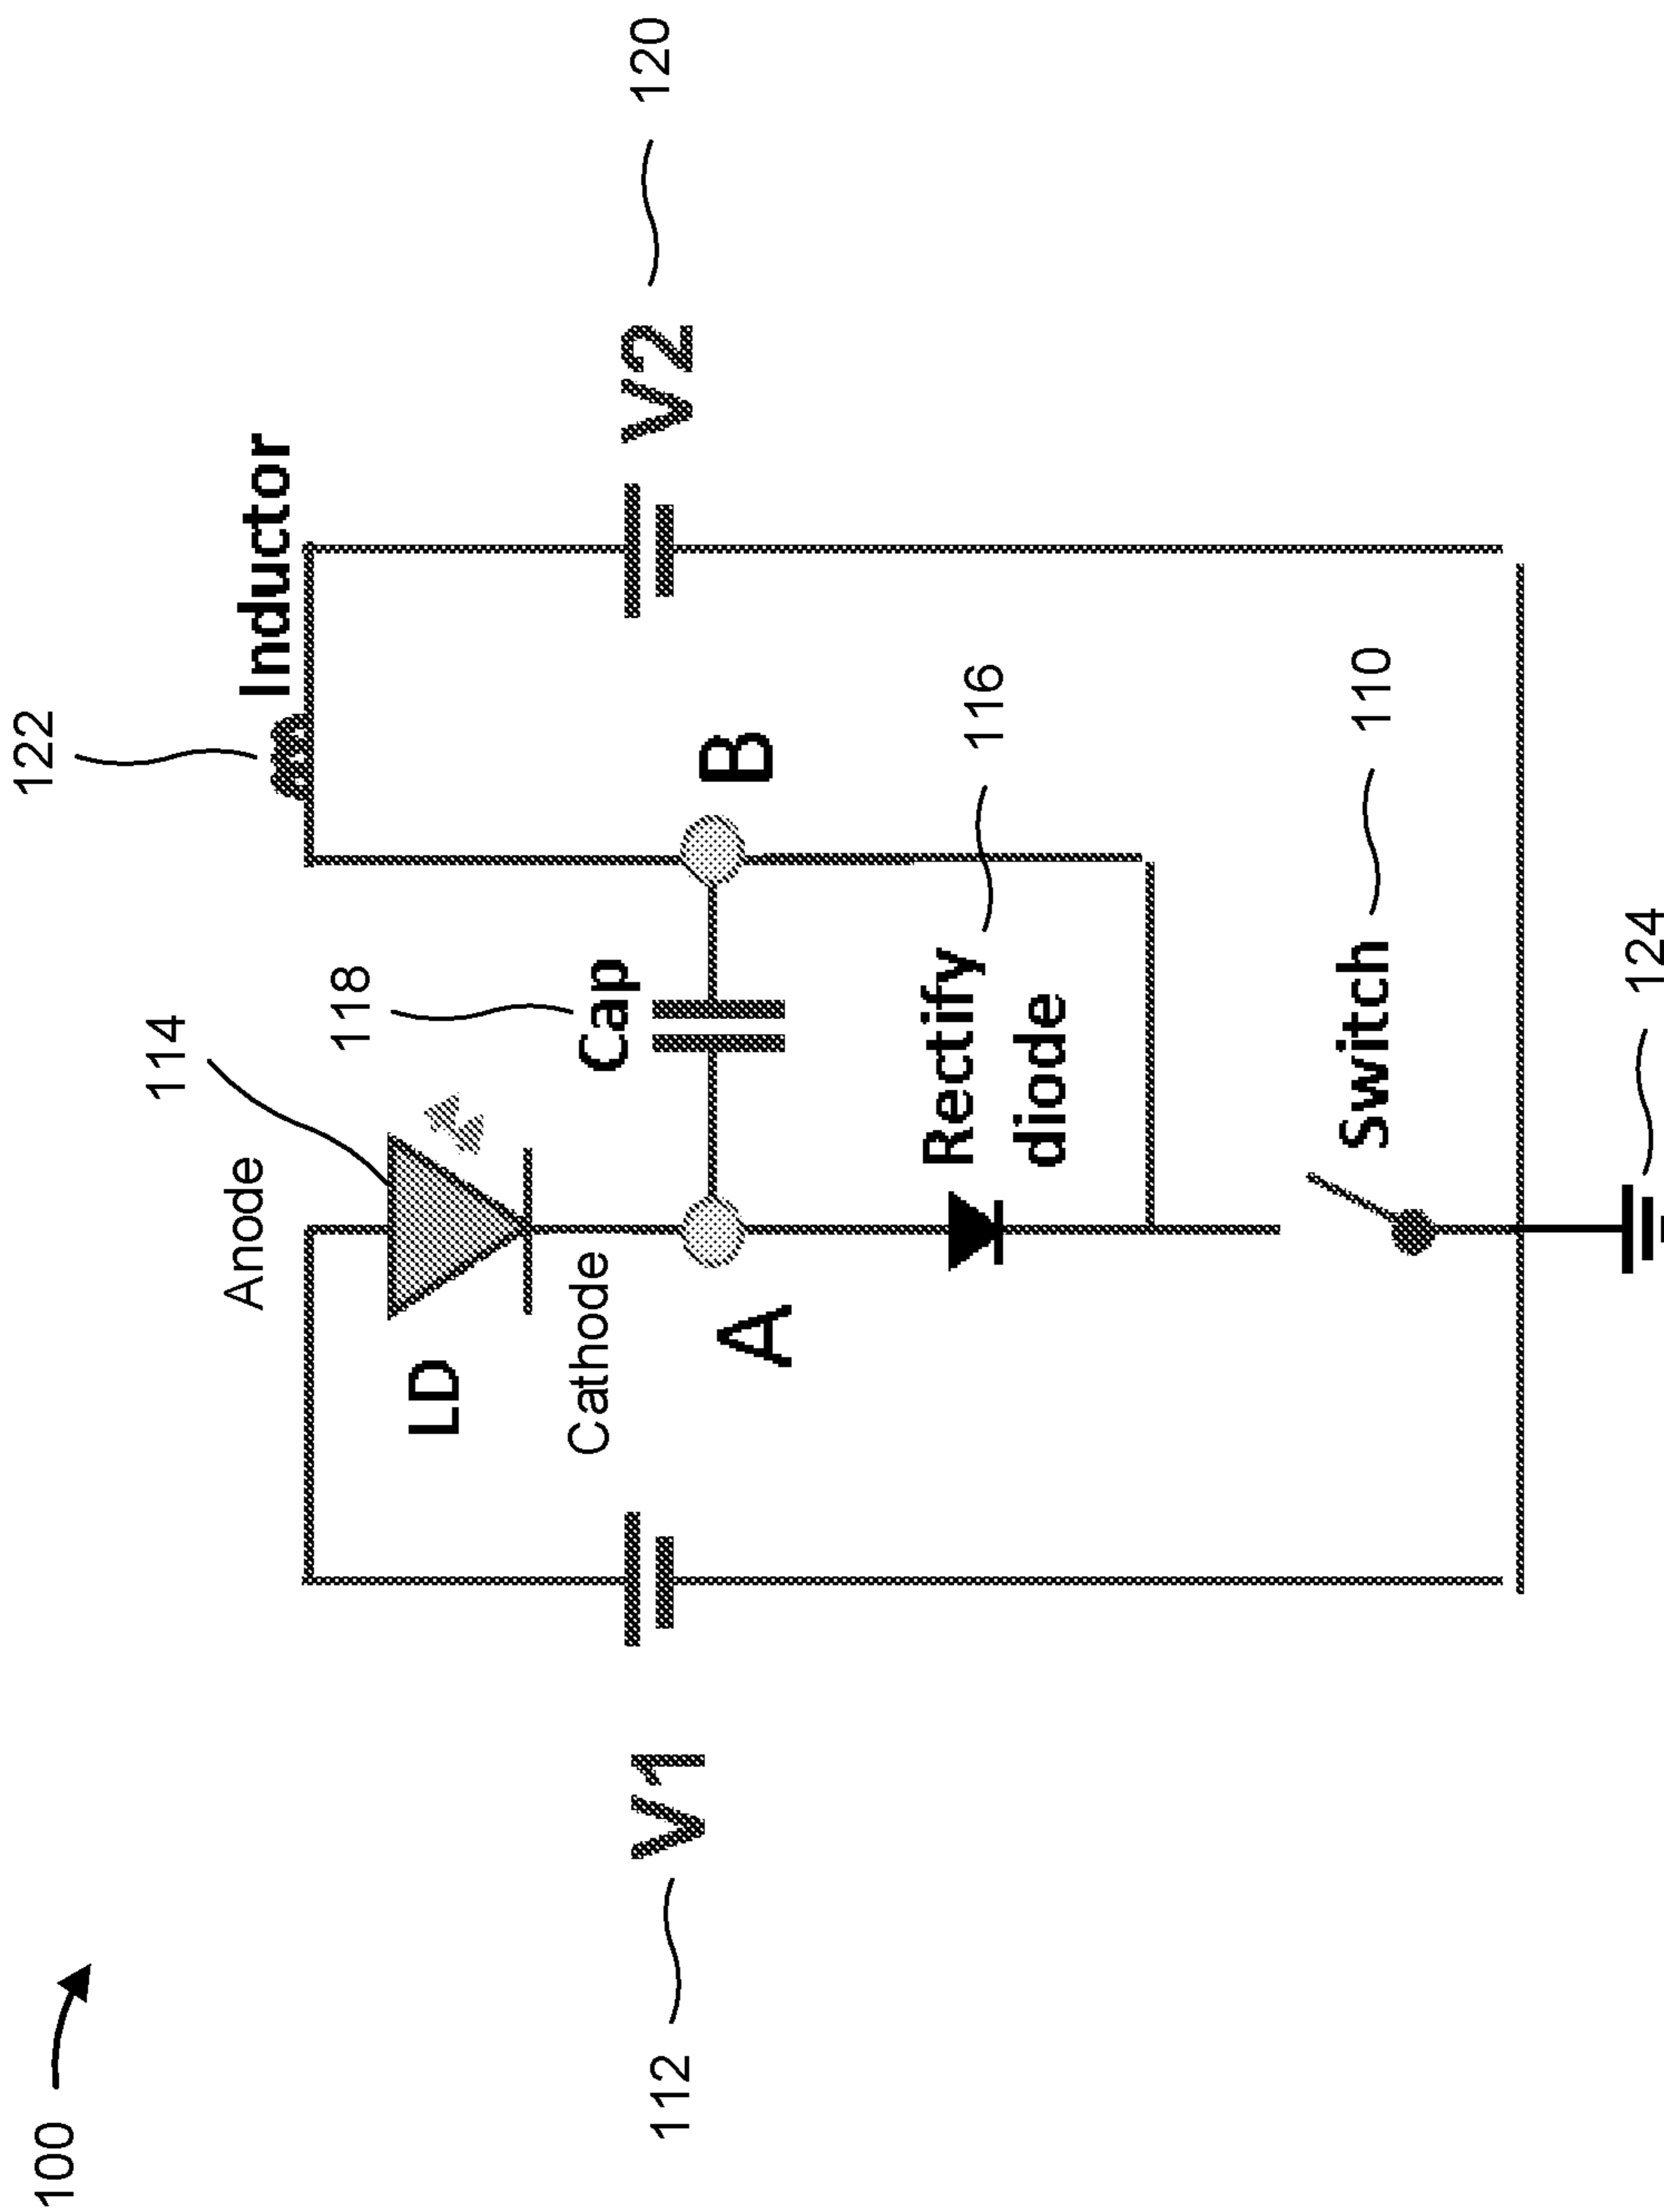 100
112
V1
LD
Anode
Cathode
114
A
118
Cap
B
122
Inductor
V2
120
Rectify
diode
116
Switch
110
124